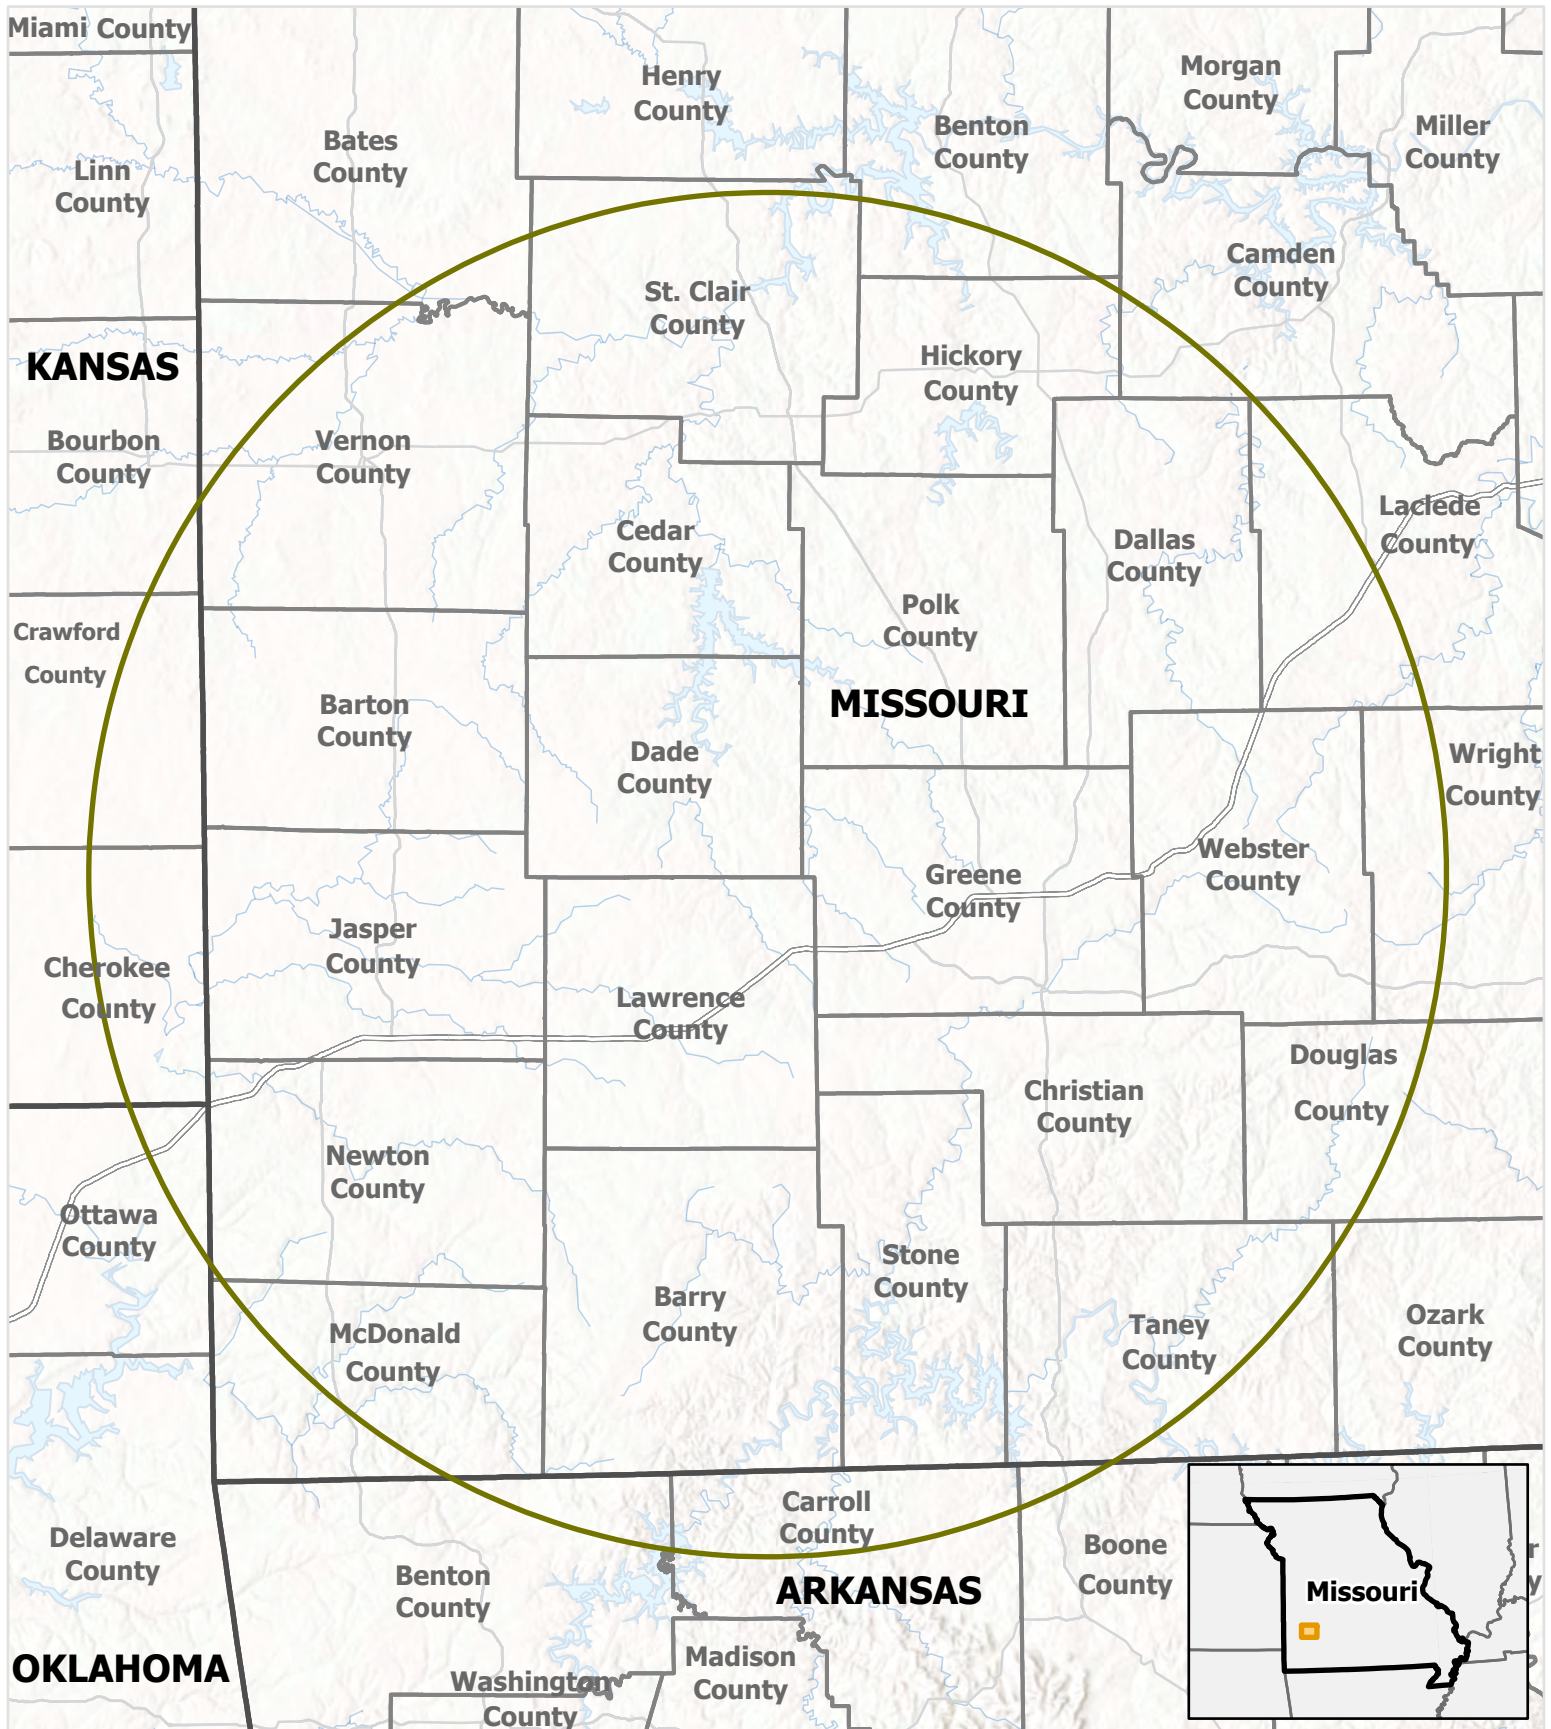 Miami County
Henry
County
Morgan
County
Benton
County
Miller
County
Bates
County
Linn
County
Camden
County
St. Clair
County
KANSAS
Hickory
County
Bourbon
County
Vernon
County
Laclede
County
Cedar
County
Dallas
County
Polk
County
Crawford
County
MISSOURI
Barton
County
Dade
County
Wright
County
Webster
County
Greene
County
Jasper
County
Cherokee
County
Lawrence
County
Douglas
County
Christian
County
Newton
County
Ottawa
County
Stone
County
Barry
County
Taney
County
Ozark
County
McDonald
County
Carroll
County
Delaware
County
Boone
County
Benton
County
ARKANSAS
Missouri
OKLAHOMA
Madison
County
Washington
County